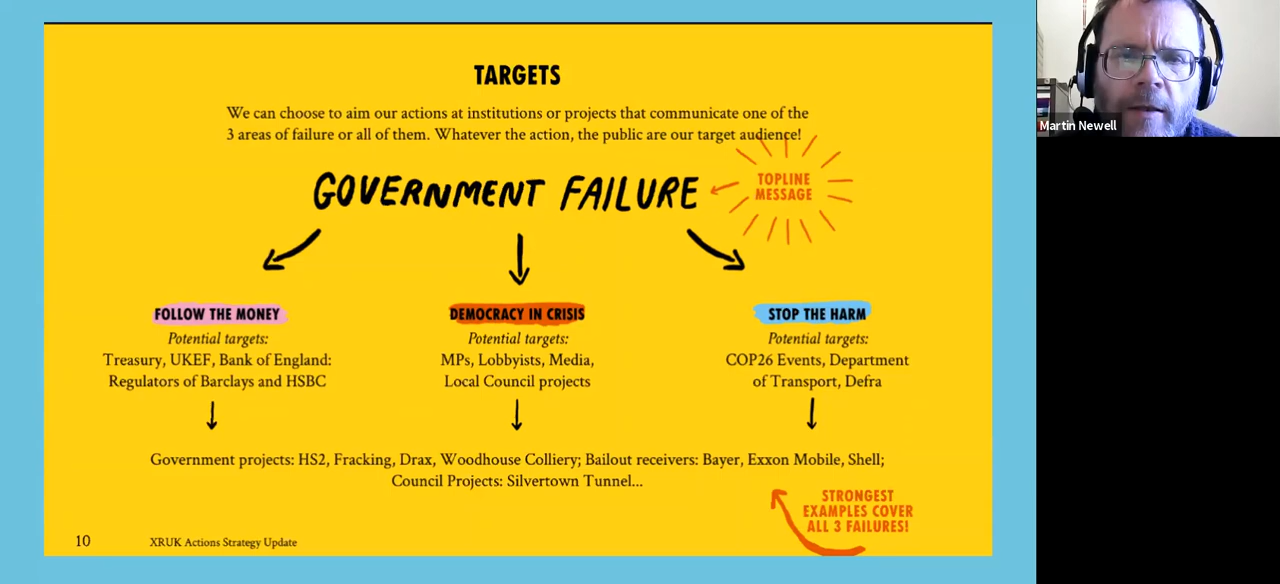 TARGETS
We can choose to aim our actions at institutions or projects that communicate one of the
3 areas of failure or all of them. Whatever the action, the public are our target audience!
GOVERNMENT FAILURE
TOPLINE
MESSAGE
FOLLOW THE MONEY
Potential targets:
Treasury, UKEF, Bank of England:
Regulators of Barclays and HSBC
DEMOCRACY IN CRISIS
Potential targets:
MPs, Lobbyists, Media,
Local Council projects
STOP THE HARM
Potential targets:
COP26 Events, Department
of Transport, Defra
Government projects: HS2, Fracking, Drax, Woodhouse Colliery; Bailout receivers: Bayer, Exxon Mobile, Shell;
Council Projects: Silvertown Tunnel...
STRONGEST
EXAMPLES COVER
ALL 3 FAILURES!
10
XRUK Actions Strategy Update
Martin Newell